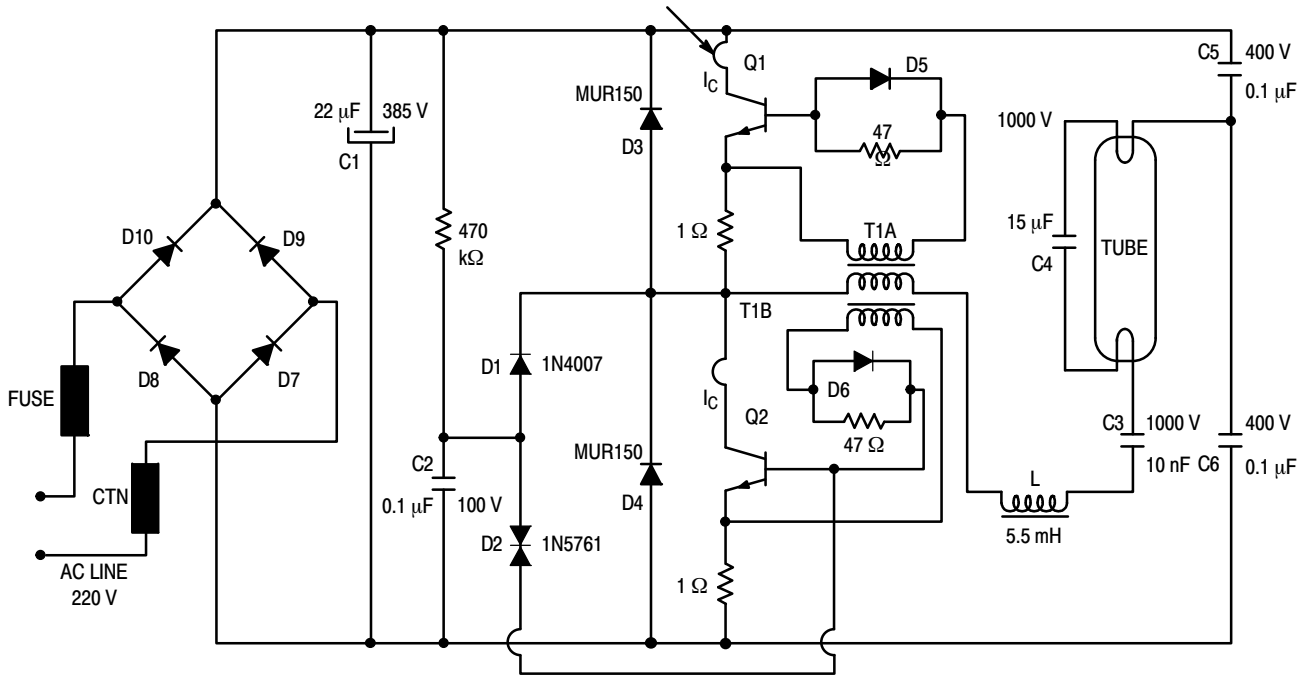 C5
400 V
0.1 µF
Q1
I_C
D5
47
Ω
MUR150
D3
22 µF
385 V
C1
1000 V
15 µF
C4
TUBE
D10
D9
D8
D7
470
kΩ
1 Ω
T1A
T1B
D1
1N4007
D6
47 Ω
I_C
Q2
FUSE
CTN
AC LINE
220 V
C2
0.1 µF
100 V
D2
1N5761
MUR150
D4
1 Ω
L
5.5 mH
C3
1000 V
10 nF
C6
400 V
0.1 µF